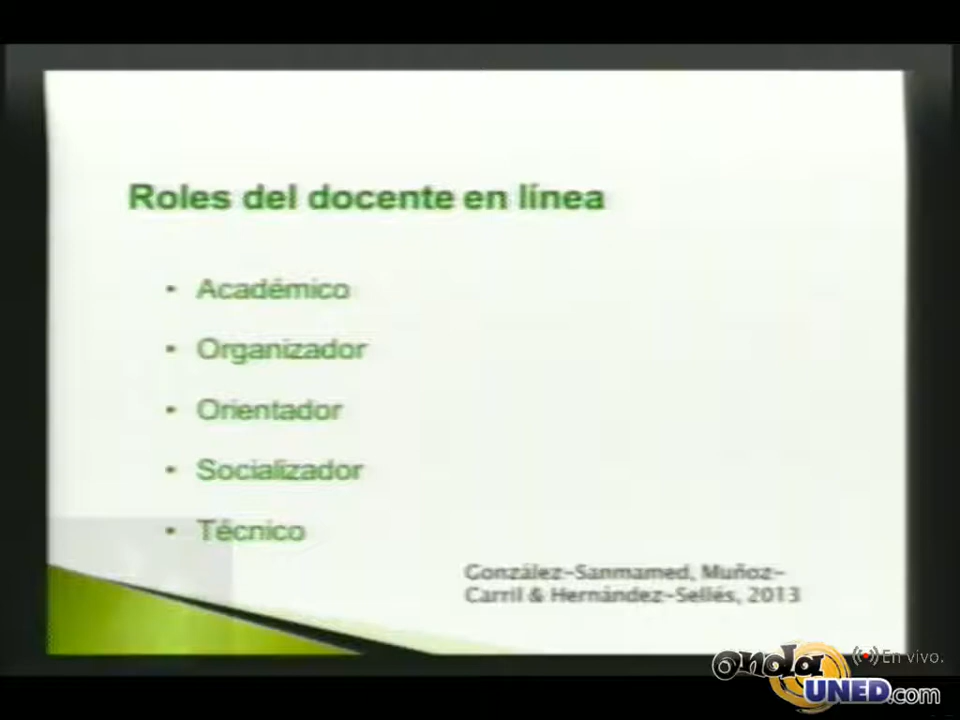 Roles del docente en línea
• Académico
• Organizador
• Orientador
• Socializador
• Técnico
González-Sanmamed, Muñoz-
Carril & Hernández-Sellés, 2013
onda
UNED.com
En vivo.